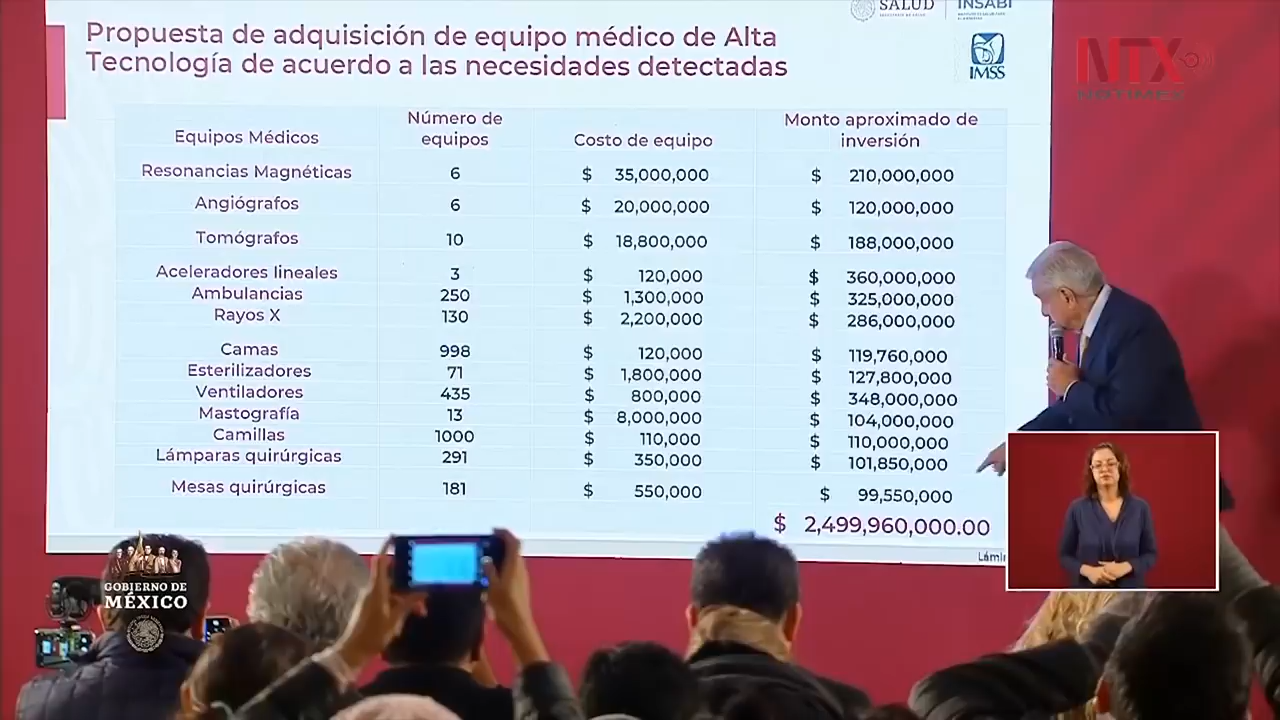 SALUD
INSABI
Propuesta de adquisición de equipo médico de Alta
Tecnología de acuerdo a las necesidades detectadas
IMSS
NTX
NOTIMEX
Equipos Médicos Número de equipos Costo de equipo Monto aproximado de inversión
Resonancias Magnéticas 6 $ 35,000,000 $ 210,000,000
Angiógrafos 6 $ 20,000,000 $ 120,000,000
Tomógrafos 10 $ 18,800,000 $ 188,000,000
Aceleradores lineales 3 $ 120,000 $ 360,000,000
Ambulancias 250 $ 1,300,000 $ 325,000,000
Rayos X 130 $ 2,200,000 $ 286,000,000
Camas 998 $ 120,000 $ 119,760,000
Esterilizadores 71 $ 1,800,000 $ 127,800,000
Ventiladores 435 $ 800,000 $ 348,000,000
Mastografía 13 $ 8,000,000 $ 104,000,000
Camillas 1000 $ 110,000 $ 110,000,000
Lámparas quirúrgicas 291 $ 350,000 $ 101,850,000
Mesas quirúrgicas 181 $ 550,000 $ 99,550,000
$ 2,499,960,000.00
GOBIERNO DE
MÉXICO